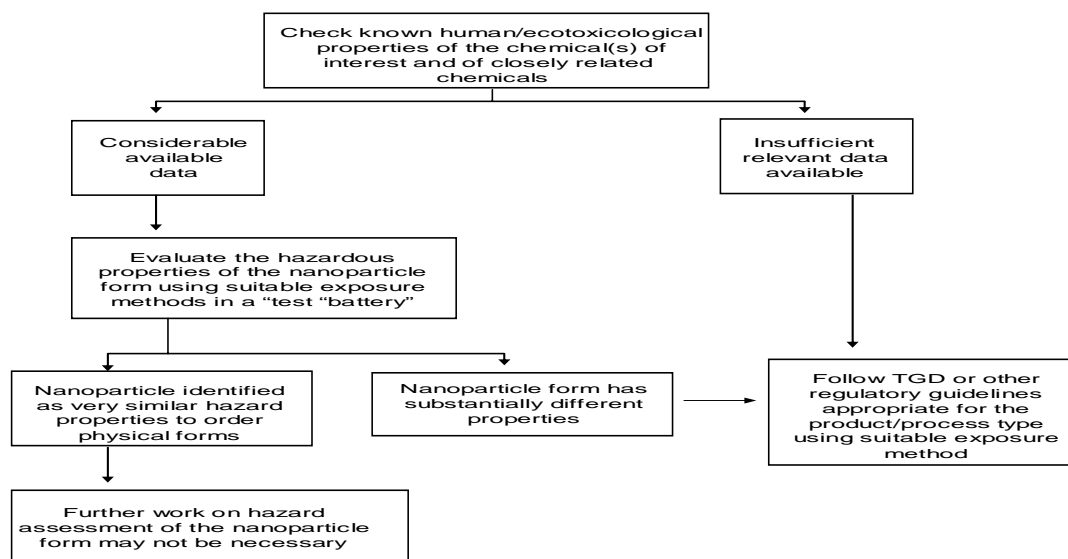 Check known human/ecotoxicological
properties of the chemical(s) of
interest and of closely related
chemicals
Considerable
available
data
Insufficient
relevant data
available
Evaluate the hazardous
properties of the nanoparticle
form using suitable exposure
methods in a “test “battery”
Nanoparticle identified
as very similar hazard
properties to order
physical forms
Nanoparticle form has
substantially different
properties
Follow TGD or other
regulatory guidelines
appropriate for the
product/process type
using suitable exposure
method
Further work on hazard
assessment of the nanoparticle
form may not be necessary